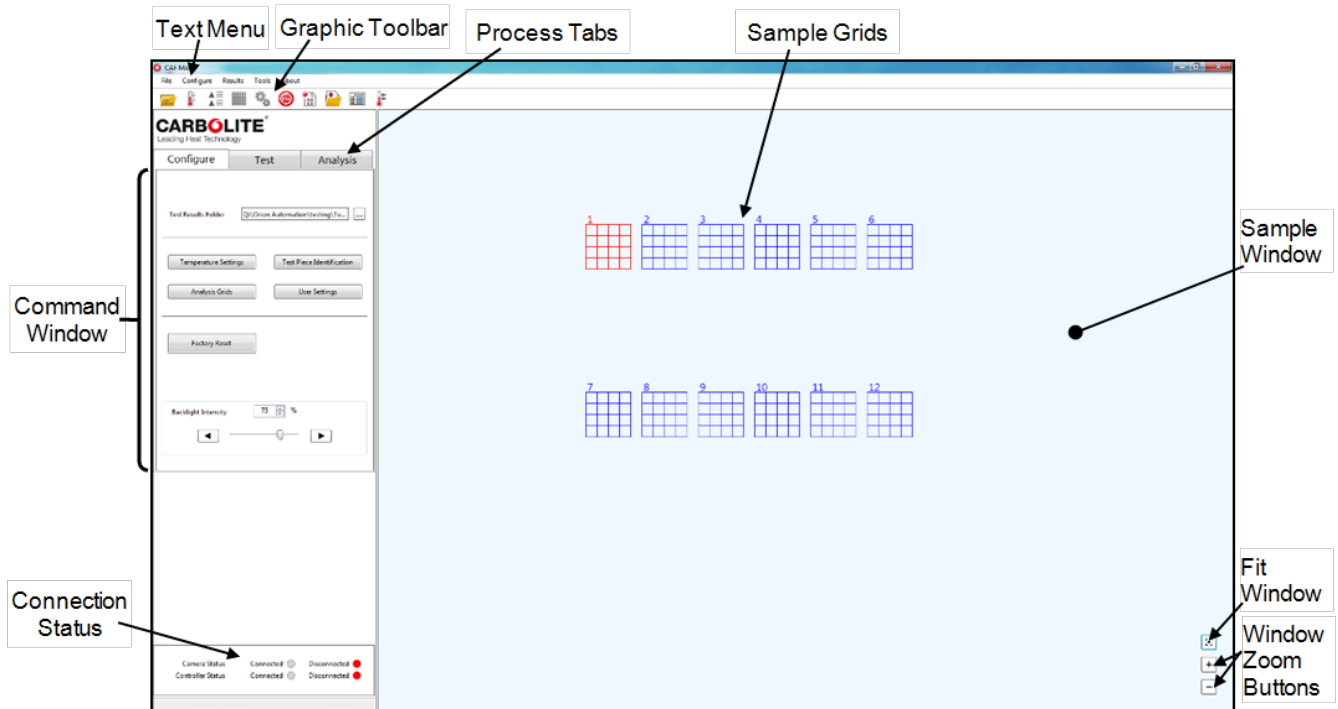 Text Menu
Graphic Toolbar
Process Tabs
Sample Grids
File Configure Results Tools About
CARBOLITE®
Leading Heat Technology
Configure Test Analysis
Test Results Folder
...
Temperature Settings Test Piece Identification
Analysis Grids User Settings
Factory Reset
Backlight Intensity 75 %
Command
Window
1 2 3 4 5 6
7 8 9 10 11 12
Sample
Window
Connection
Status
Camera Status Connected Disconnected
Controller Status Connected Disconnected
Fit
Window
Window
Zoom
Buttons
+
-